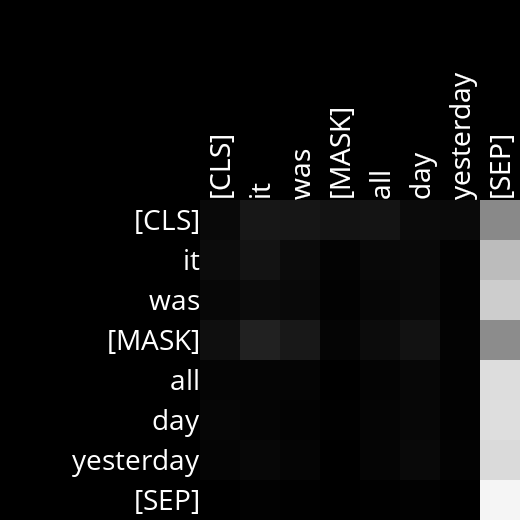 [CLS]
it
was
[MASK]
all
day
yesterday
[SEP]
[CLS]
it
was
[MASK]
all
day
yesterday
[SEP]